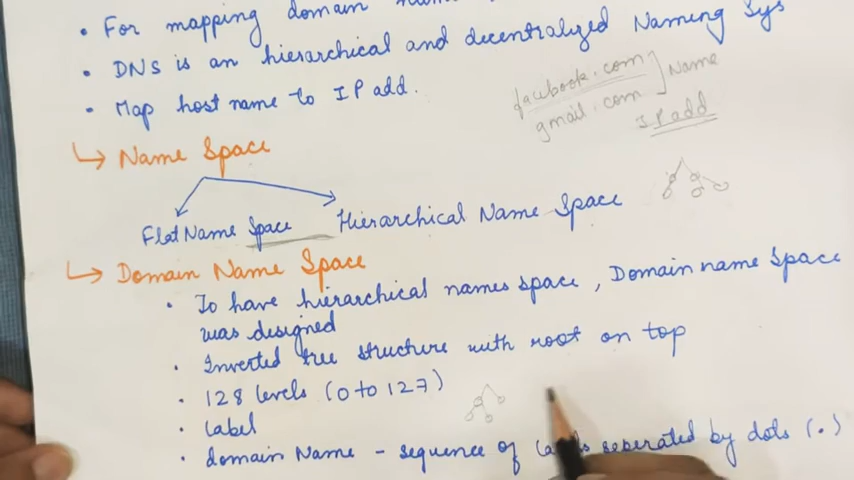 • For mapping domain
• DNS is an hierarchical and decentralized Naming Sys
• Map host name to IP add.
facebook.com
gmail.com
] Name
IP add
↳ Name Space
Flat Name Space
Hierarchical Name Space
↳ Domain Name Space
• To have hierarchical names space, Domain name Space
was designed
• Inverted tree structure with root on top
• 128 levels (0 to 127)
• Label
• domain Name - sequence of seperated by dots (.)